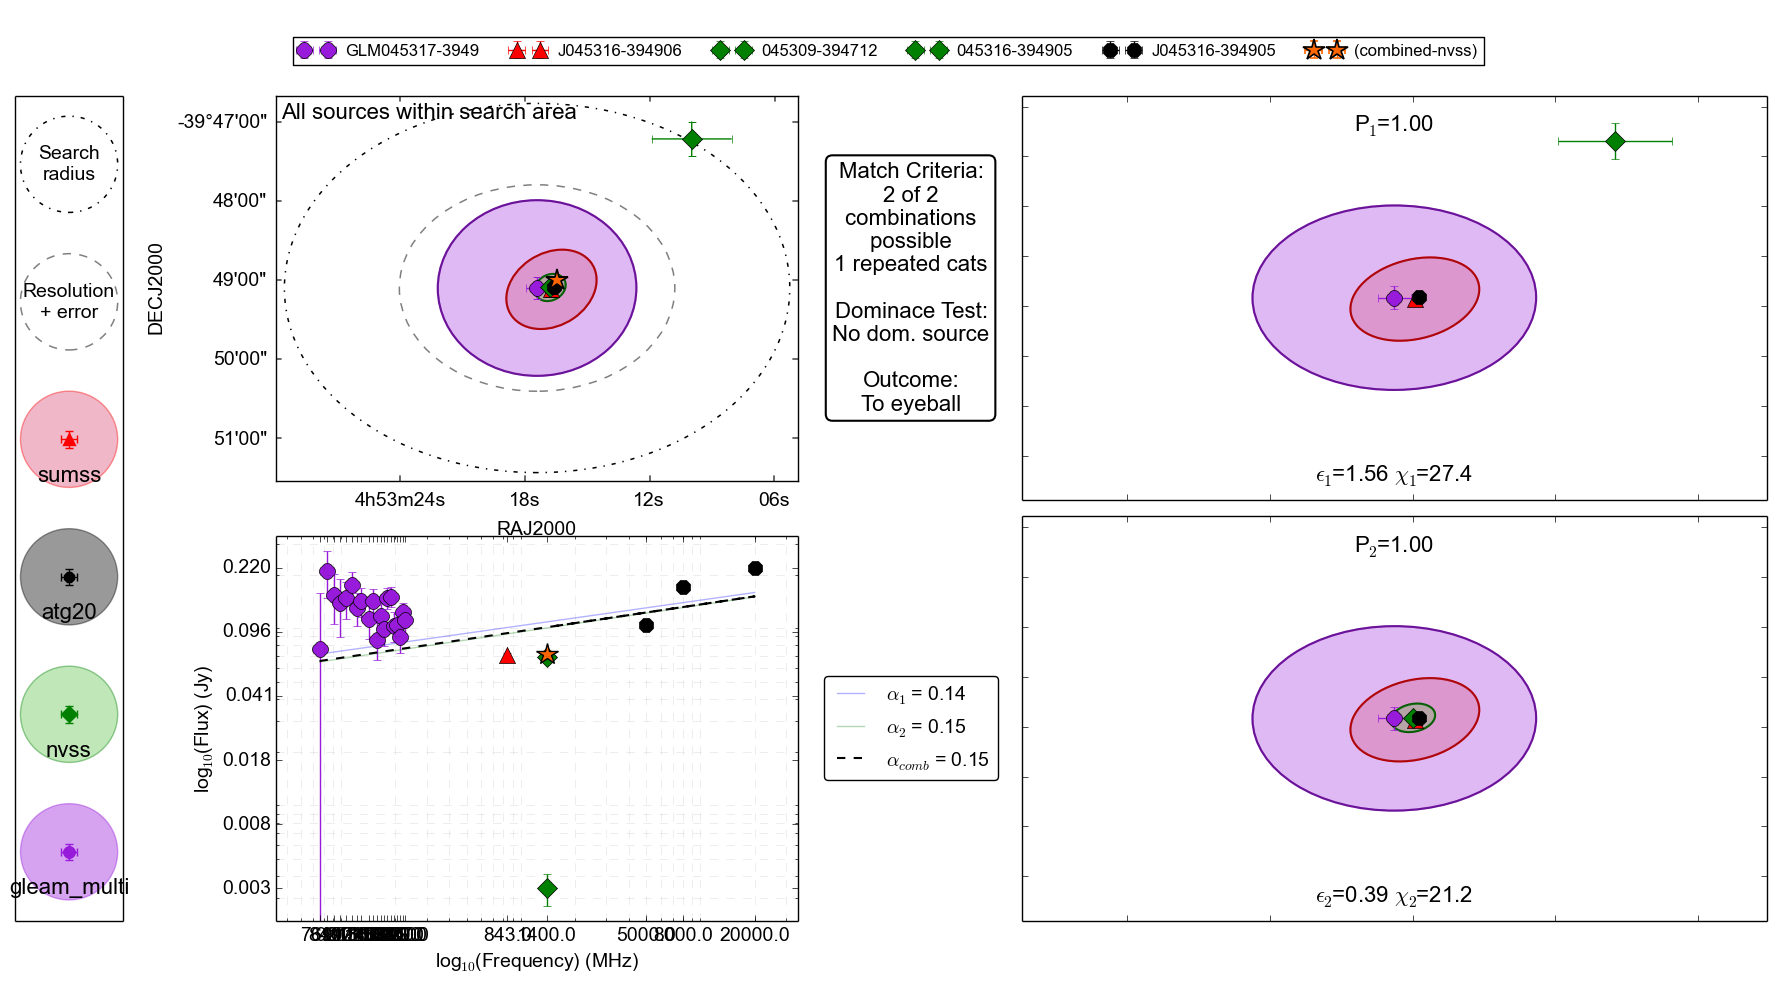 GLM045317-3949 J045316-394906 045309-394712 045316-394905 J045316-394905 (combined-nvss)
Search
radius
Resolution
+ error
sumss
atg20
nvss
gleam_multi
All sources within search area
DECJ2000
-39°47'00"
48'00"
49'00"
50'00"
51'00"
4h53m24s 18s 12s 06s
RAJ2000
Match Criteria:
2 of 2
combinations
possible
1 repeated cats
Dominace Test:
No dom. source
Outcome:
To eyeball
P1=1.00
ϵ1=1.56 χ1=27.4
P2=1.00
ϵ2=0.39 χ2=21.2
log10(Flux) (Jy)
0.220
0.096
0.041
0.018
0.008
0.003
843.0 1400.0 5000.0 8000.0 20000.0
log10(Frequency) (MHz)
α1 = 0.14
α2 = 0.15
αcomb = 0.15